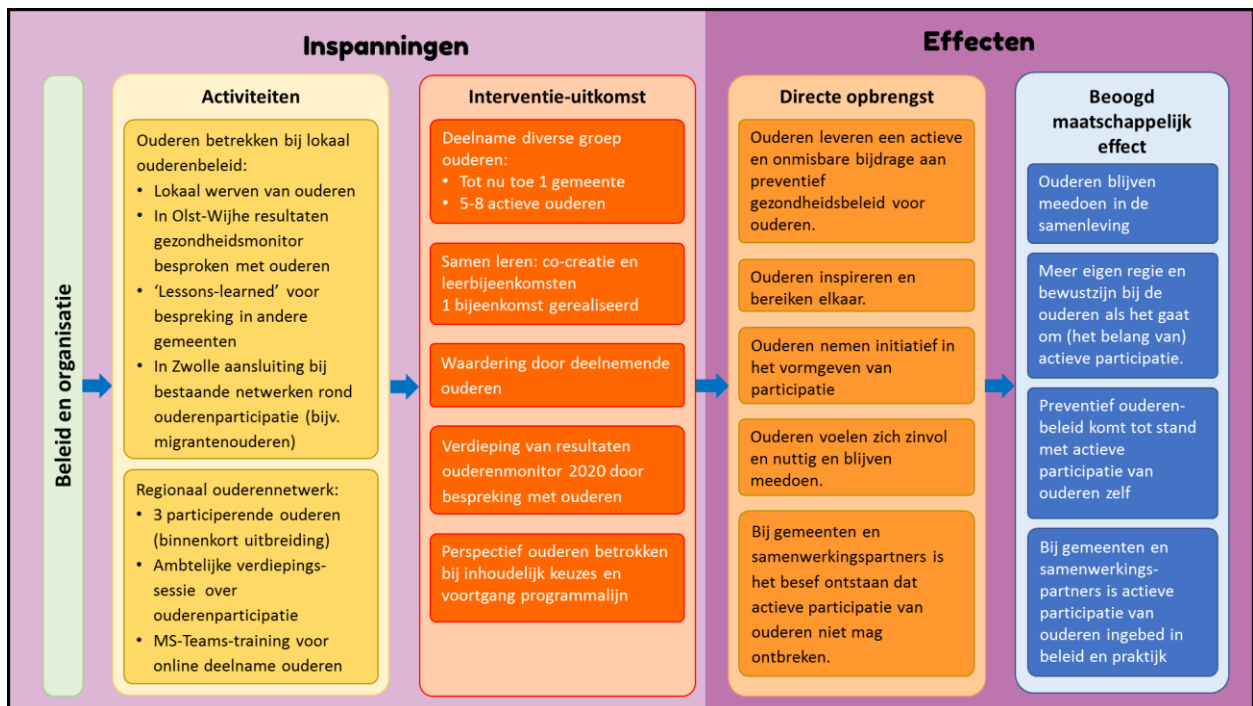 Inspanningen
Effecten
Beleid en organisatie
Activiteiten
Ouderen betrekken bij lokaal
ouderenbeleid:
• Lokaal werven van ouderen
• In Olst-Wijhe resultaten
gezondheidsmonitor
besproken met ouderen
• ‘Lessons-learned’ voor
bespreking in andere
gemeenten
• In Zwolle aansluiting bij
bestaande netwerken rond
ouderenparticipatie (bijv.
migrantenouderen)
Regionaal ouderennetwerk:
• 3 participerende ouderen
(binnenkort uitbreiding)
• Ambtelijke verdiepings-
sessie over
ouderenparticipatie
• MS-Teams-training voor
online deelname ouderen
Interventie-uitkomst
Deelname diverse groep
ouderen:
• Tot nu toe 1 gemeente
• 5-8 actieve ouderen
Samen leren: co-creatie en
leerbijeenkomsten
1 bijeenkomst gerealiseerd
Waardering door deelnemende
ouderen
Verdieping van resultaten
ouderenmonitor 2020 door
bespreking met ouderen
Perspectief ouderen betrokken
bij inhoudelijk keuzes en
voortgang programmalijn
Directe opbrengst
Ouderen leveren een actieve
en onmisbare bijdrage aan
preventief
gezondheidsbeleid voor
ouderen.
Ouderen inspireren en
bereiken elkaar.
Ouderen nemen initiatief in
het vormgeven van
participatie
Ouderen voelen zich zinvol
en nuttig en blijven
meedoen.
Bij gemeenten en
samenwerkingspartners is
het besef ontstaan dat
actieve participatie van
ouderen niet mag
ontbreken.
Beoogd
maatschappelijk
effect
Ouderen blijven
meedoen in de
samenleving
Meer eigen regie en
bewustzijn bij de
ouderen als het gaat
om (het belang van)
actieve participatie.
Preventief ouderen-
beleid komt tot stand
met actieve
participatie van
ouderen zelf
Bij gemeenten en
samenwerkings-
partners is actieve
participatie van
ouderen ingebed in
beleid en praktijk